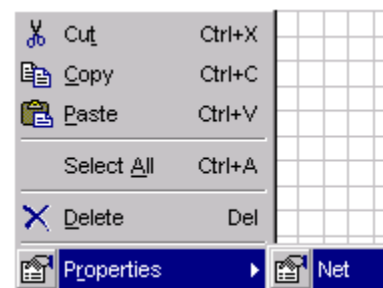 Cut Ctrl+X
Copy Ctrl+C
Paste Ctrl+V
Select All Ctrl+A
Delete Del
Properties Net